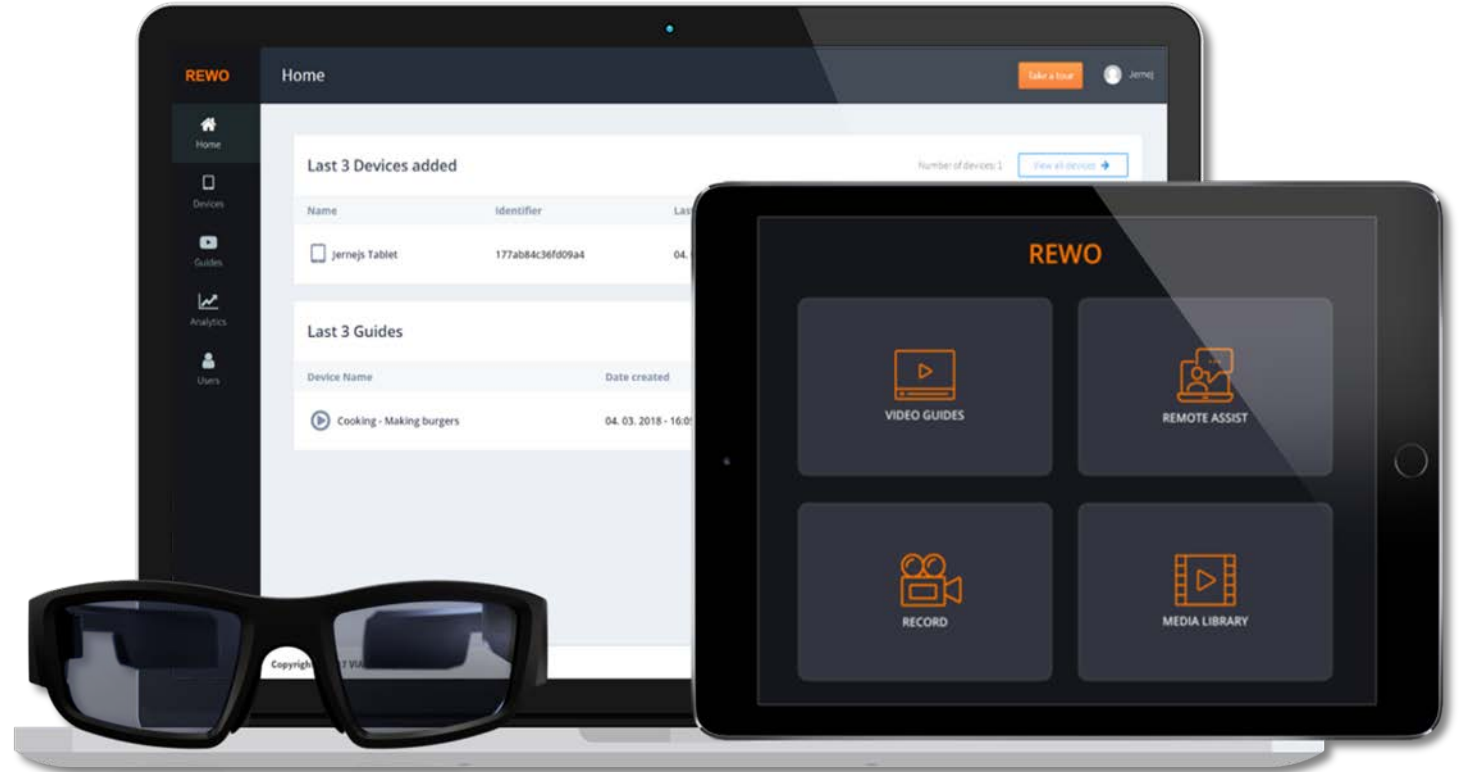 REWO
Home
Take a tour
Jernej
Home
Devices
Guides
Analytics
Users
Last 3 Devices added
Number of devices: 1
View all devices
Name Identifier Las
Jernejs Tablet 177ab84c36fd09a4 04.
Last 3 Guides
Device Name Date created
Cooking - Making burgers 04. 03. 2018 - 16:0
REWO
VIDEO GUIDES
REMOTE ASSIST
RECORD
MEDIA LIBRARY